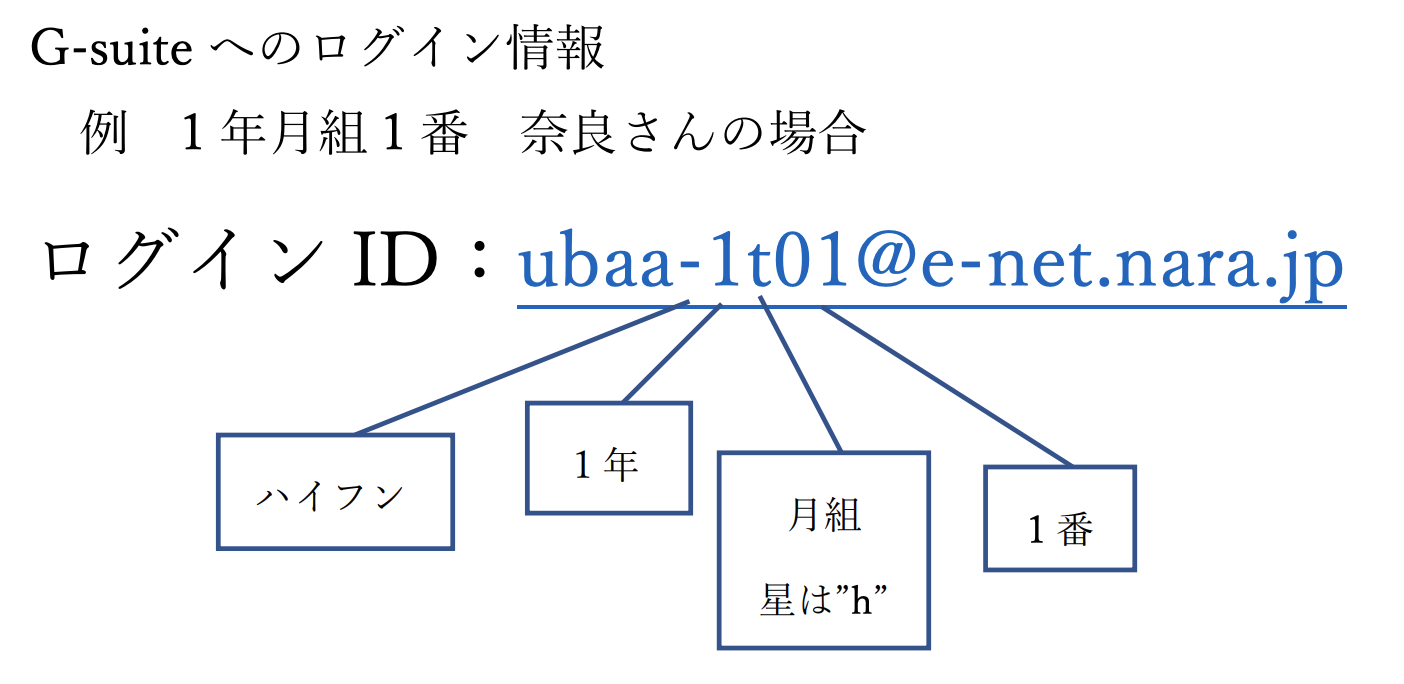 G-suite へのログイン情報
例　1 年月組 1 番　奈良さんの場合
ログイン ID：ubaa-1t01@e-net.nara.jp
ハイフン
1 年
月組
星は”h”
1 番